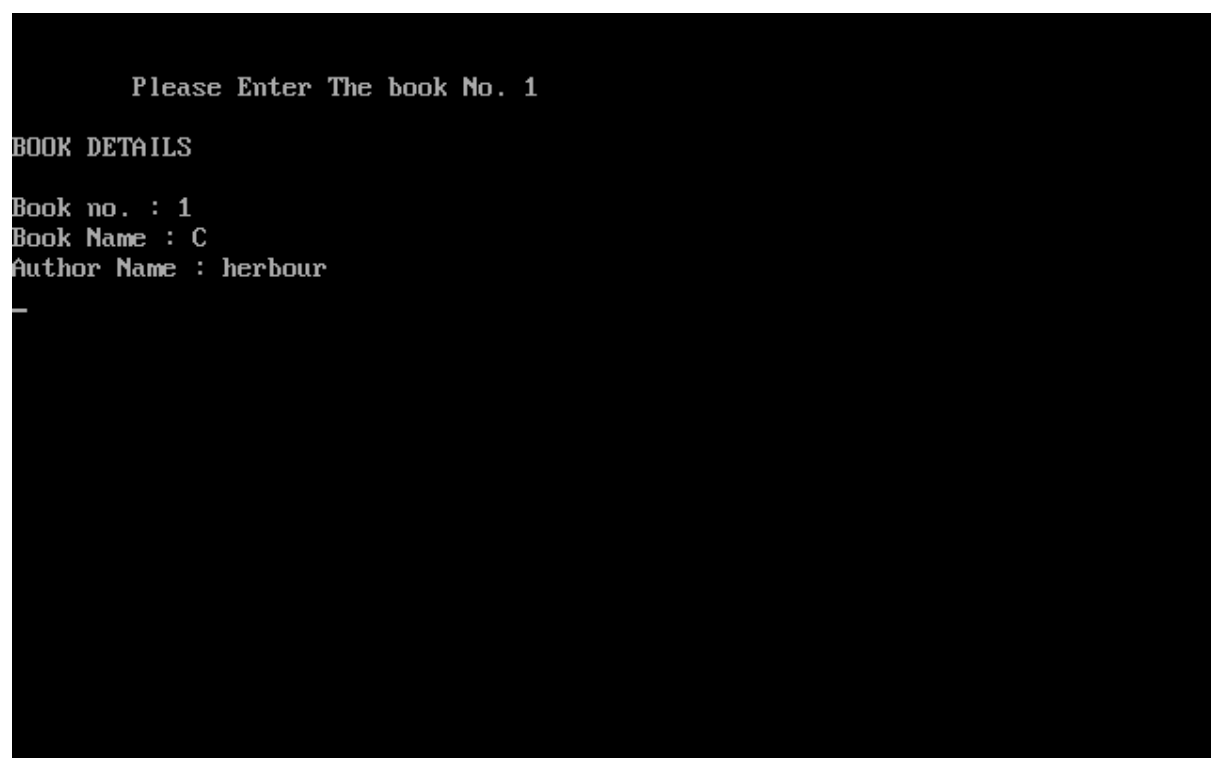 Please Enter The book No. 1
BOOK DETAILS
Book no. : 1
Book Name : C
Author Name : herbour